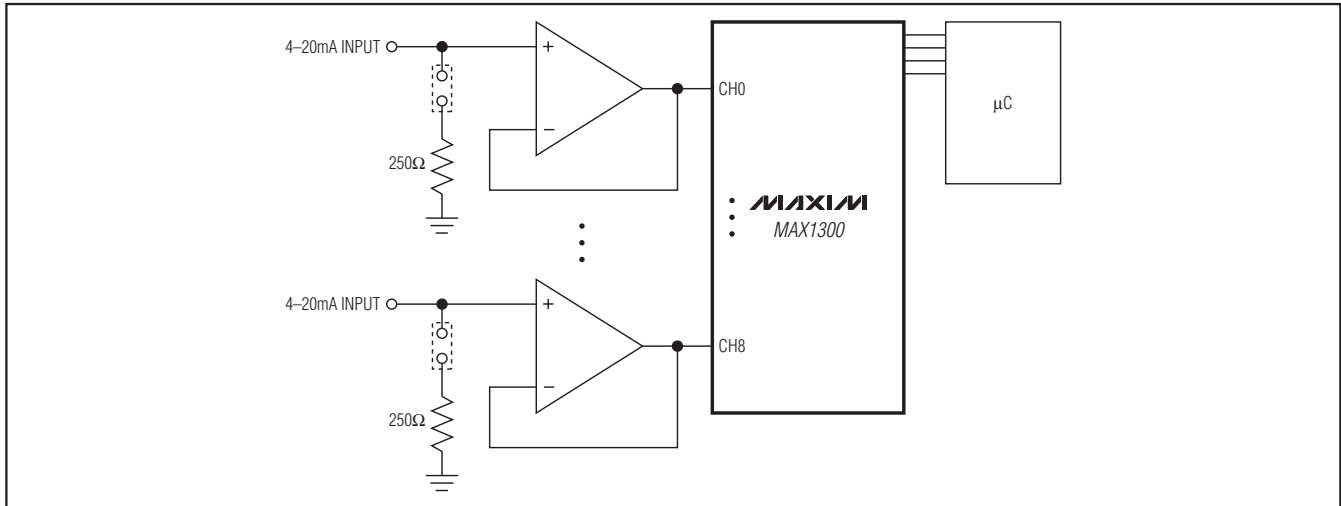 4–20mA INPUT
+
−
250Ω
CH0
µC
MAXIM
MAX1300
4–20mA INPUT
+
−
250Ω
CH8